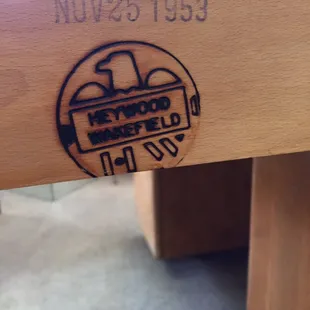 NOV 25 1953
HEYWOOD
WAKEFIELD
H W